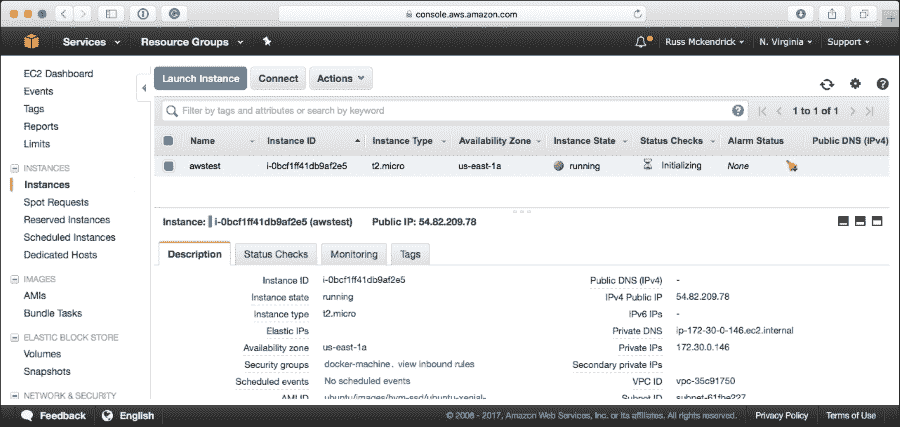 console.aws.amazon.com
Services Resource Groups Russ Mckendrick N. Virginia Support
EC2 Dashboard
Events
Tags
Reports
Limits
INSTANCES
Instances
Spot Requests
Reserved Instances
Scheduled Instances
Dedicated Hosts
IMAGES
AMIs
Bundle Tasks
ELASTIC BLOCK STORE
Volumes
Snapshots
NETWORK & SECURITY
Launch Instance Connect Actions
Filter by tags and attributes or search by keyword 1 to 1 of 1
Name Instance ID Instance Type Availability Zone Instance State Status Checks Alarm Status Public DNS (IPv4)
awstest i-0bcf1ff41db9af2e5 t2.micro us-east-1a running Initializing None
Instance: i-0bcf1ff41db9af2e5 (awstest) Public IP: 54.82.209.78
Description Status Checks Monitoring Tags
Instance ID i-0bcf1ff41db9af2e5 Public DNS (IPv4) -
Instance state running IPv4 Public IP 54.82.209.78
Instance type t2.micro IPv6 IPs -
Elastic IPs Private DNS ip-172-30-0-146.ec2.internal
Availability zone us-east-1a Private IPs 172.30.0.146
Security groups docker-machine, view inbound rules Secondary private IPs
Scheduled events No scheduled events VPC ID vpc-35c91750
AMI ID ubuntu/images/hvm-ssd/ubuntu-xenial- Subnet ID subnet-61fbe227
Feedback English © 2008 - 2017, Amazon Web Services, Inc. or its affiliates. All rights reserved. Privacy Policy Terms of Use